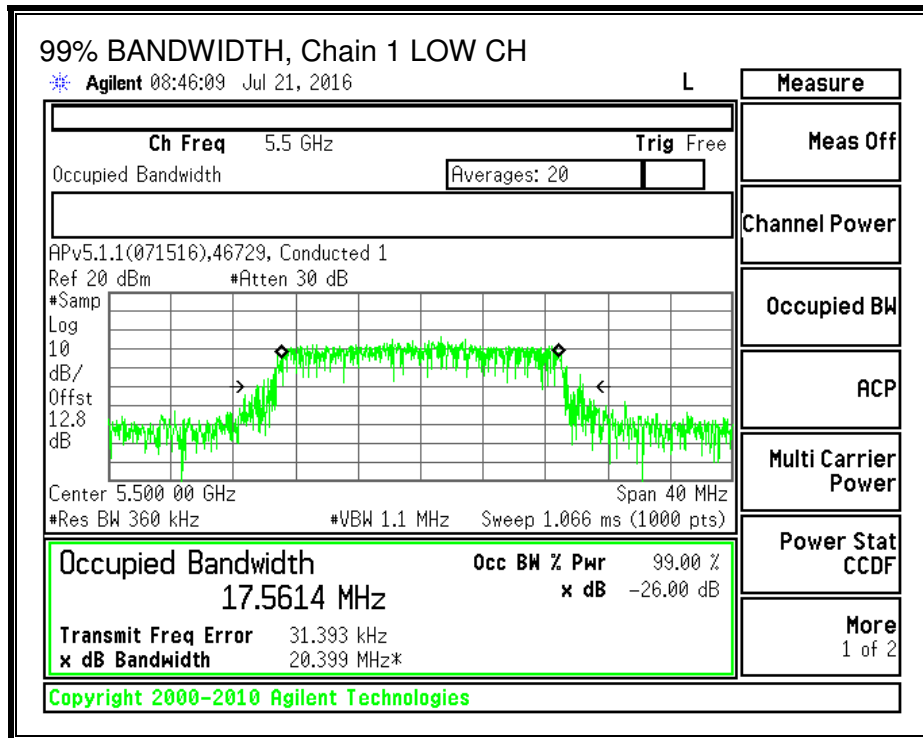 99% BANDWIDTH, Chain 1 LOW CH
Agilent 08:46:09 Jul 21, 2016 L
Measure
Ch Freq 5.5 GHz Trig Free
Occupied Bandwidth Averages: 20
APv5.1.1(071516),46729, Conducted 1
Ref 20 dBm #Atten 30 dB
#Samp
Log
10
dB/
Offst
12.8
dB
Center 5.500 00 GHz Span 40 MHz
#Res BW 360 kHz #VBW 1.1 MHz Sweep 1.066 ms (1000 pts)
Occupied Bandwidth Occ BW % Pwr 99.00 %
17.5614 MHz x dB -26.00 dB
Transmit Freq Error 31.393 kHz
x dB Bandwidth 20.399 MHz*
Copyright 2000-2010 Agilent Technologies
Meas Off
Channel Power
Occupied BW
ACP
Multi Carrier
Power
Power Stat
CCDF
More
1 of 2